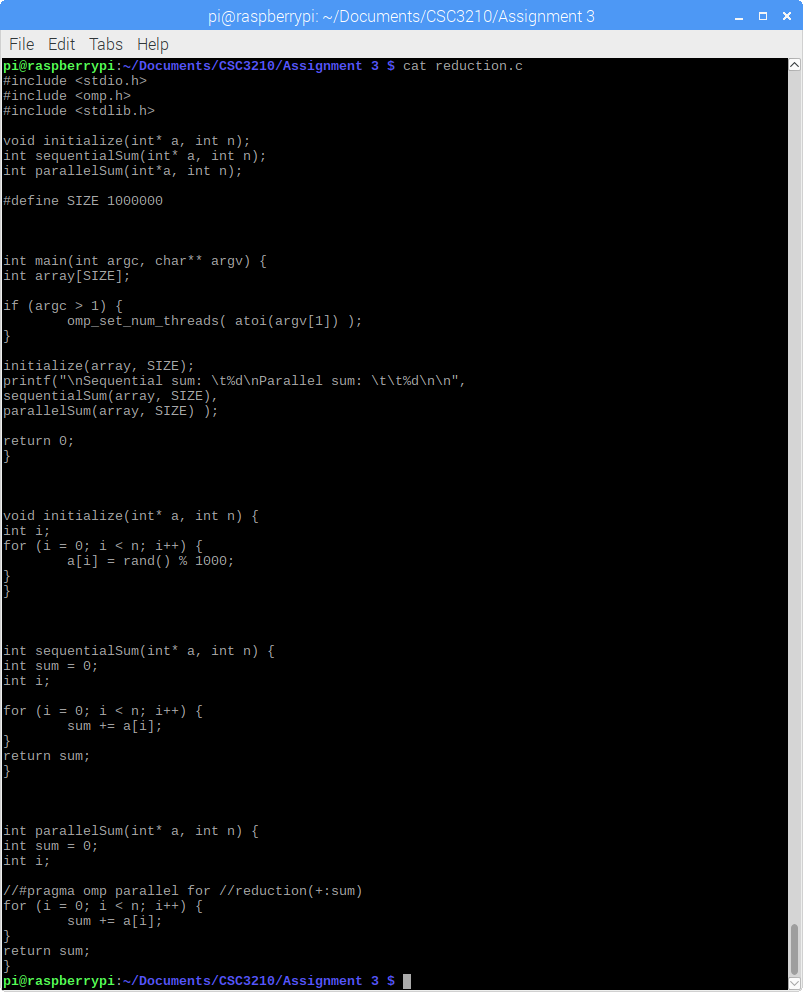 pi@raspberrypi: ~/Documents/CSC3210/Assignment 3
File Edit Tabs Help
pi@raspberrypi:~/Documents/CSC3210/Assignment 3 $ cat reduction.c
#include <stdio.h>
#include <omp.h>
#include <stdlib.h>
void initialize(int* a, int n);
int sequentialSum(int* a, int n);
int parallelSum(int*a, int n);
#define SIZE 1000000
int main(int argc, char** argv) {
int array[SIZE];
if (argc > 1) {
        omp_set_num_threads( atoi(argv[1]) );
}
initialize(array, SIZE);
printf("\nSequential sum: \t%d\nParallel sum: \t\t%d\n\n",
sequentialSum(array, SIZE),
parallelSum(array, SIZE) );
return 0;
}
void initialize(int* a, int n) {
int i;
for (i = 0; i < n; i++) {
        a[i] = rand() % 1000;
}
}
int sequentialSum(int* a, int n) {
int sum = 0;
int i;
for (i = 0; i < n; i++) {
        sum += a[i];
}
return sum;
}
int parallelSum(int* a, int n) {
int sum = 0;
int i;
//#pragma omp parallel for //reduction(+:sum)
for (i = 0; i < n; i++) {
        sum += a[i];
}
return sum;
}
pi@raspberrypi:~/Documents/CSC3210/Assignment 3 $